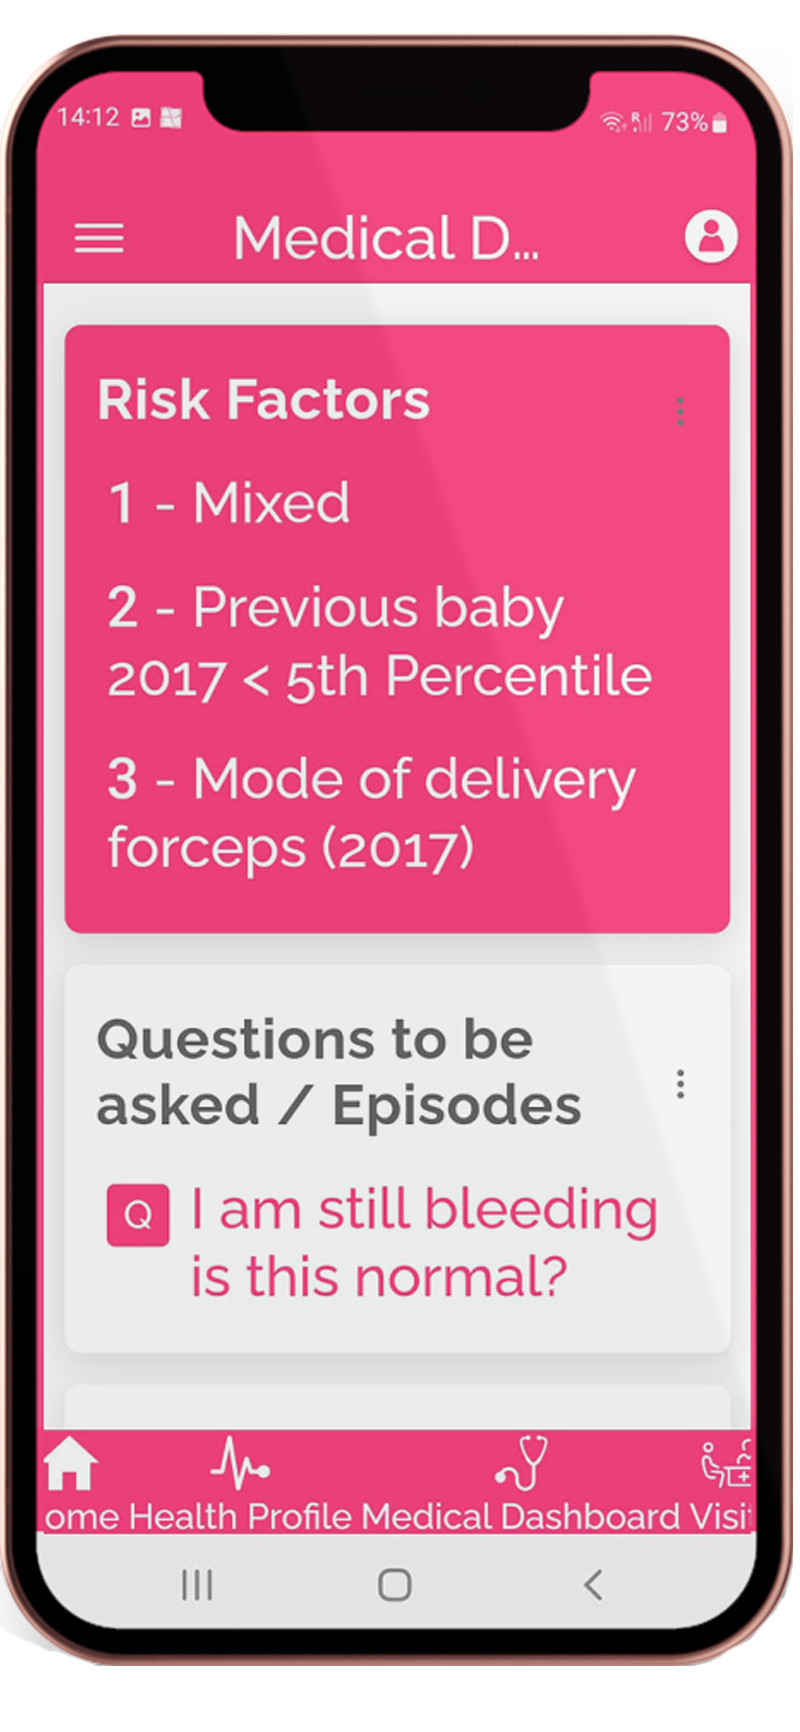 14:12
73%
Medical D...
Risk Factors
1 - Mixed
2 - Previous baby
2017 < 5th Percentile
3 - Mode of delivery
forceps (2017)
Questions to be
asked / Episodes
Q I am still bleeding
is this normal?
ome Health Profile Medical Dashboard Visi